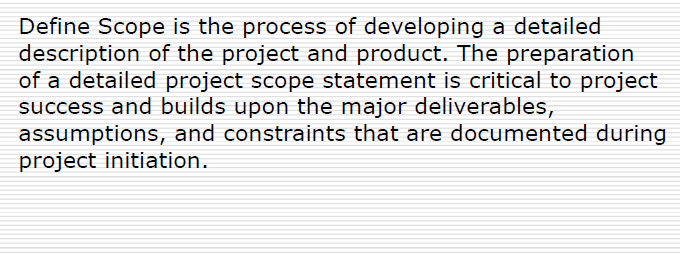 Define Scope is the process of developing a detailed
description of the project and product. The preparation
of a detailed project scope statement is critical to project
success and builds upon the major deliverables,
assumptions, and constraints that are documented during
project initiation.